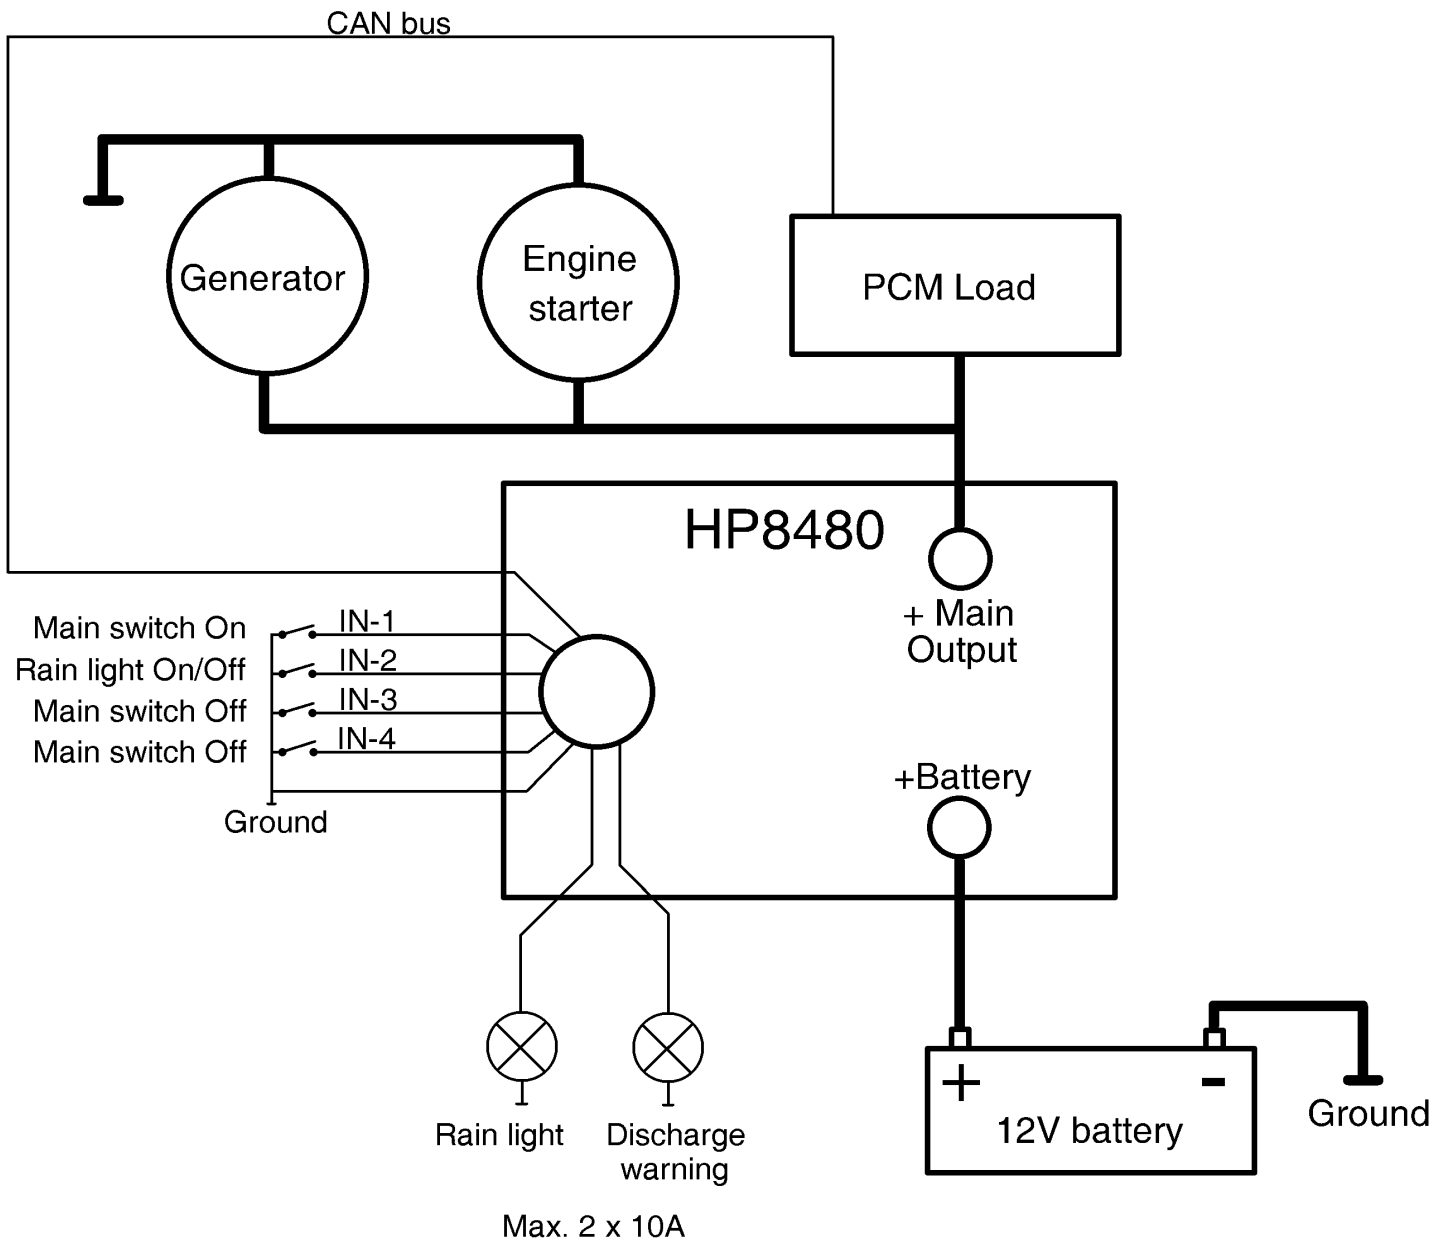 CAN bus
Generator
Engine
starter
PCM Load
HP8480
+ Main
Output
Main switch On
IN-1
Rain light On/Off
IN-2
Main switch Off
IN-3
Main switch Off
IN-4
Ground
+Battery
+
-
12V battery
Ground
Rain light
Discharge
warning
Max. 2 x 10A